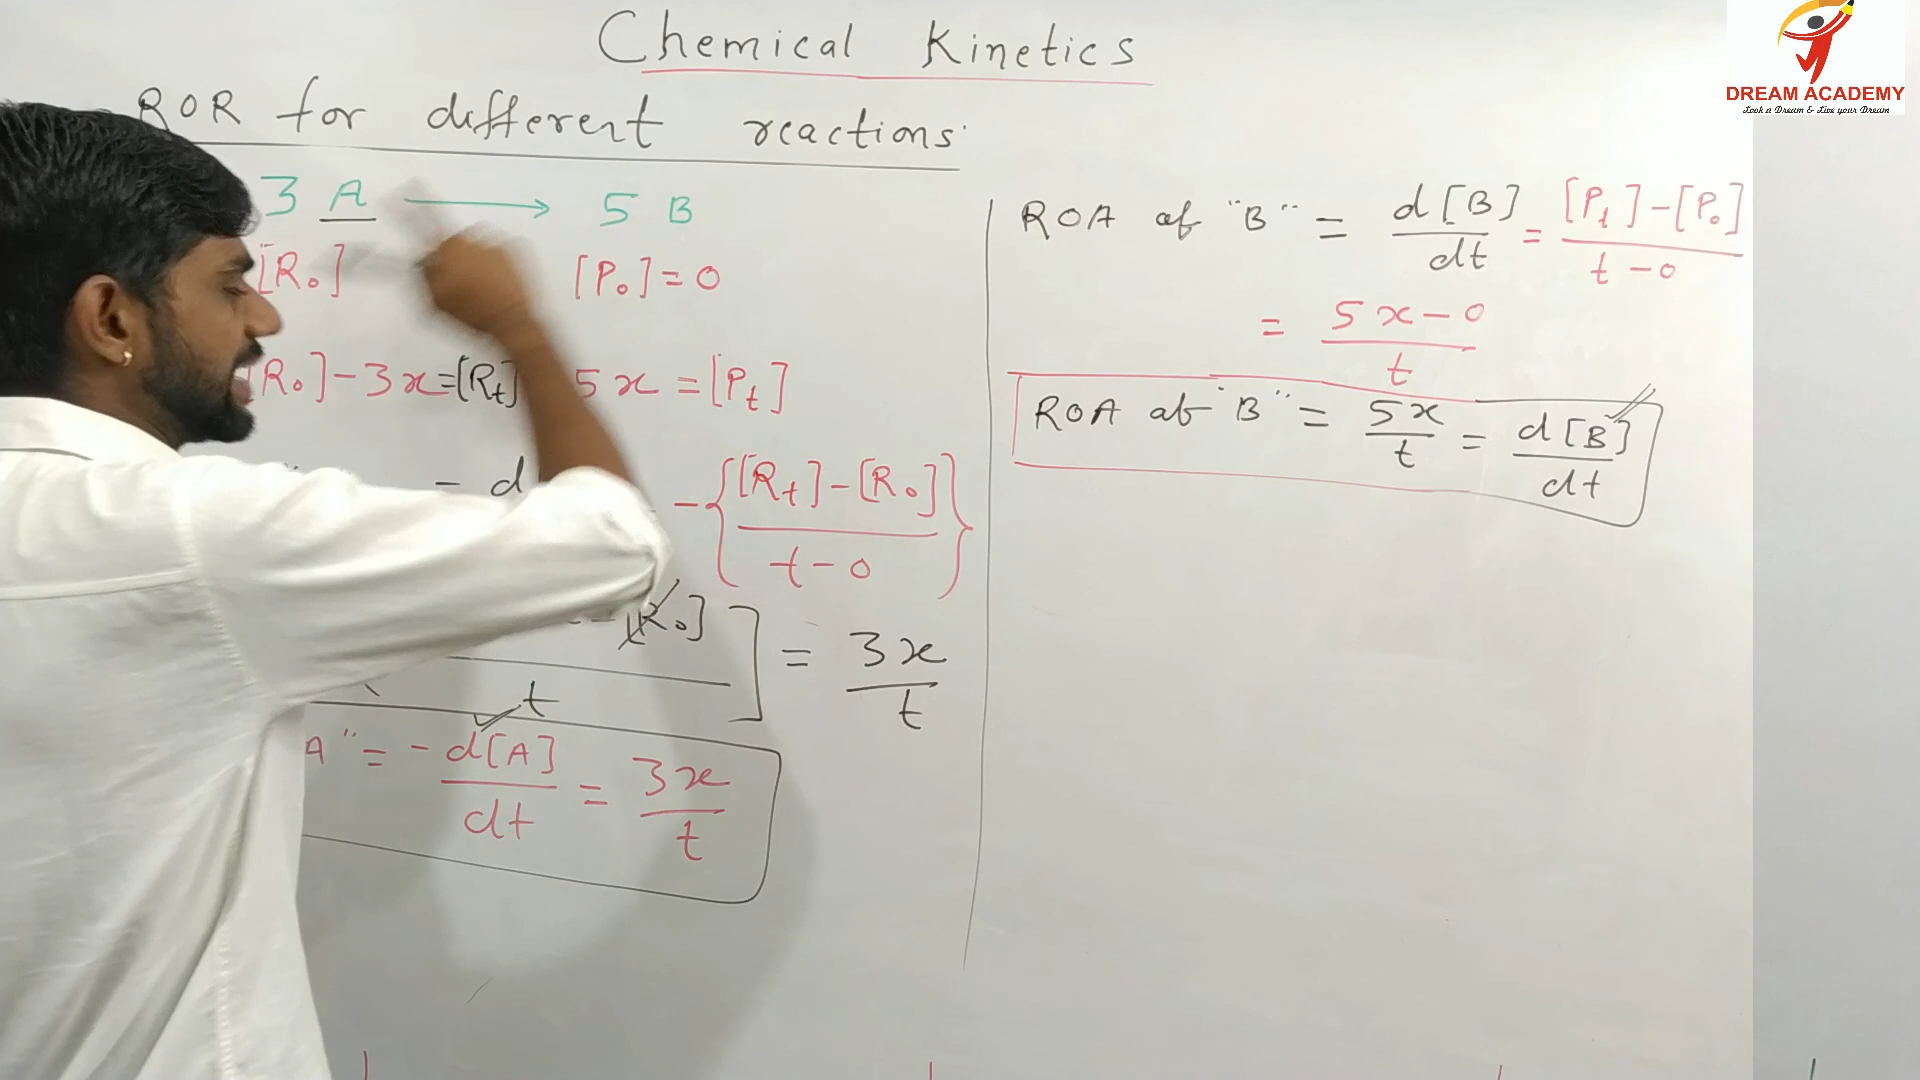 Chemical Kinetics
DREAM ACADEMY
Look a Dream & Live your Dream
ROR for different reactions
3 A ⟶ 5 B
[R₀] [P₀] = 0
[R₀] - 3x = [Rt] 5x = [Pt]
- d - {[Rt] - [R₀] / t - 0}
R₀] / t ] = 3x / t
A" = - d[A] / dt = 3x / t
ROA of "B" = d[B] / dt = [Pt] - [P₀] / t - 0
= 5x - 0 / t
ROA of "B" = 5x / t = d[B] / dt